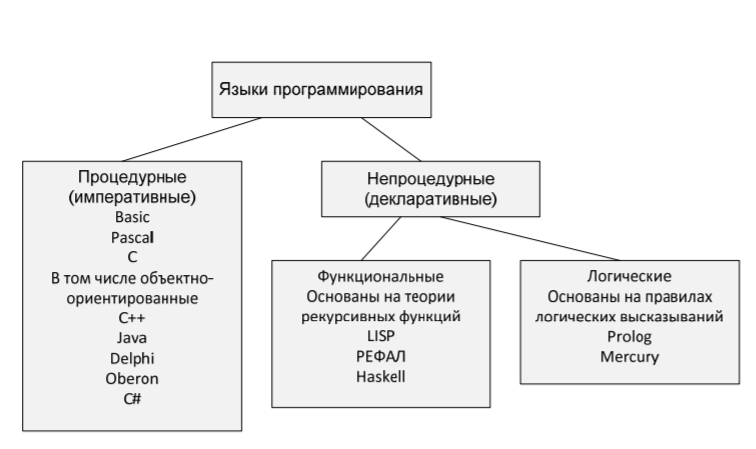 Языки программирования
Процедурные
(императивные)
Basic
Pascal
C
В том числе объектно-
ориентированные
C++
Java
Delphi
Oberon
C#
Непроцедурные
(декларативные)
Функциональные
Основаны на теории
рекурсивных функций
LISP
РЕФАЛ
Haskell
Логические
Основаны на правилах
логических высказываний
Prolog
Mercury